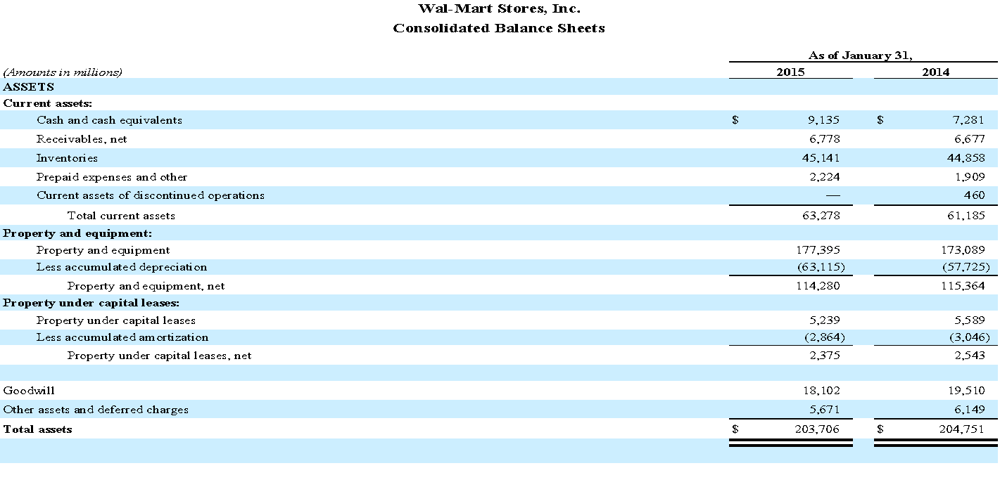 Wal-Mart Stores, Inc.
Consolidated Balance Sheets
As of January 31,
(Amounts in millions) 2015 2014
ASSETS
Current assets:
Cash and cash equivalents $ 9,135 $ 7,281
Receivables, net 6,778 6,677
Inventories 45,141 44,858
Prepaid expenses and other 2,224 1,909
Current assets of discontinued operations — 460
Total current assets 63,278 61,185
Property and equipment:
Property and equipment 177,395 173,089
Less accumulated depreciation (63,115) (57,725)
Property and equipment, net 114,280 115,364
Property under capital leases:
Property under capital leases 5,239 5,589
Less accumulated amortization (2,864) (3,046)
Property under capital leases, net 2,375 2,543
Goodwill 18,102 19,510
Other assets and deferred charges 5,671 6,149
Total assets $ 203,706 $ 204,751